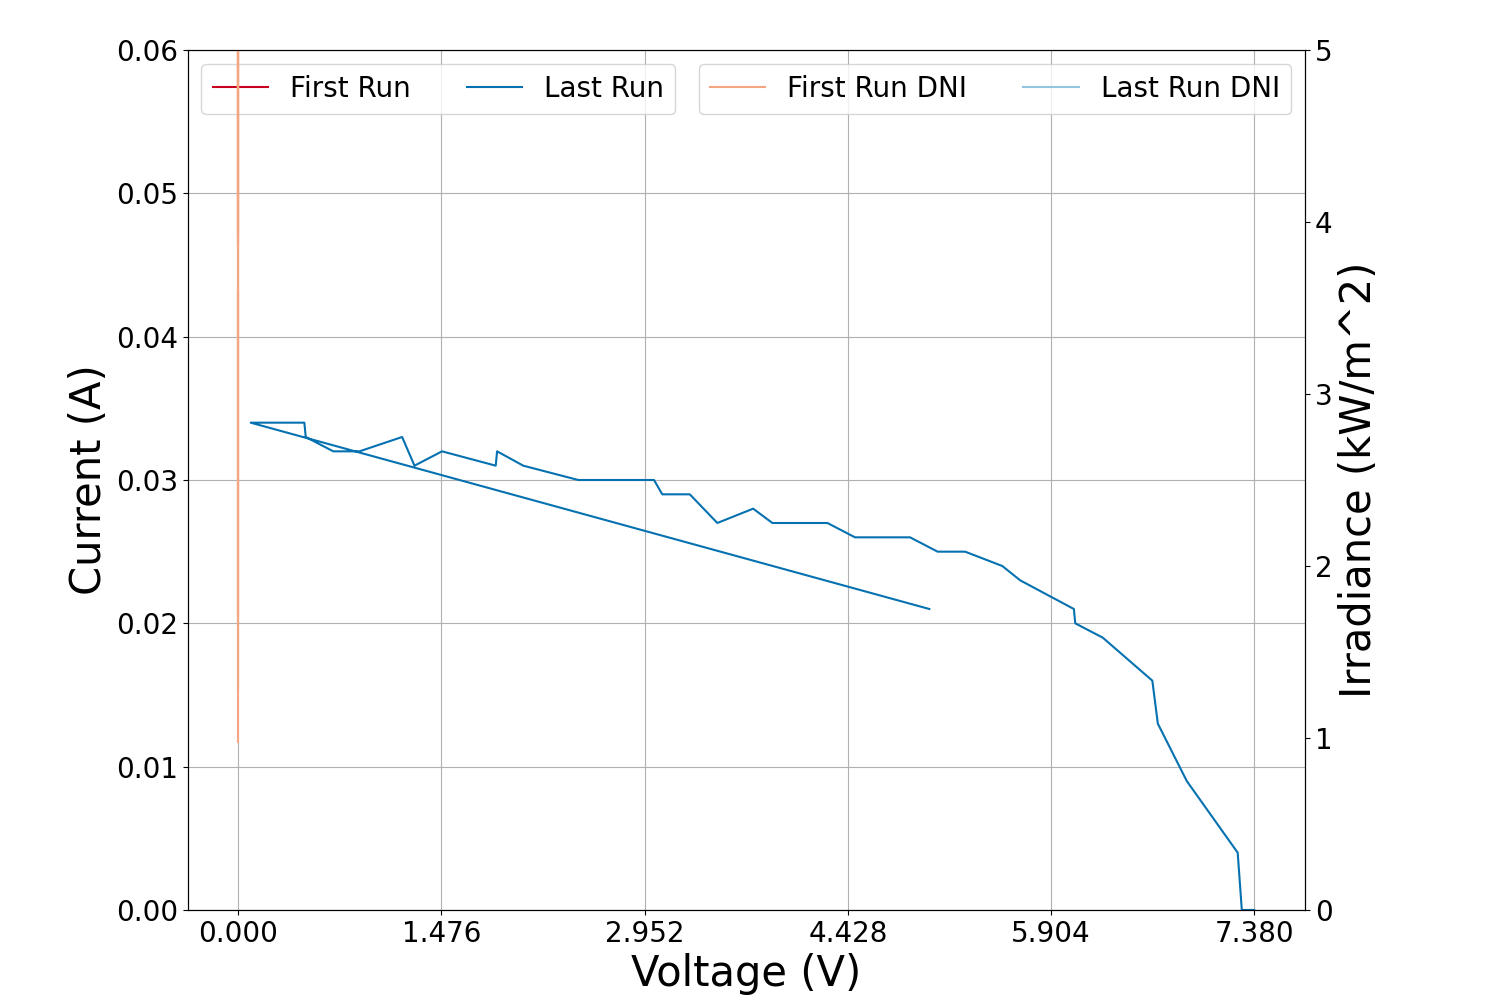 0.06
0.05
0.04
0.03
0.02
0.01
0.00
Current (A)
First Run
Last Run
First Run DNI
Last Run DNI
5
4
3
2
1
0
Irradiance (kW/m^2)
0.000
1.476
2.952
4.428
5.904
7.380
Voltage (V)